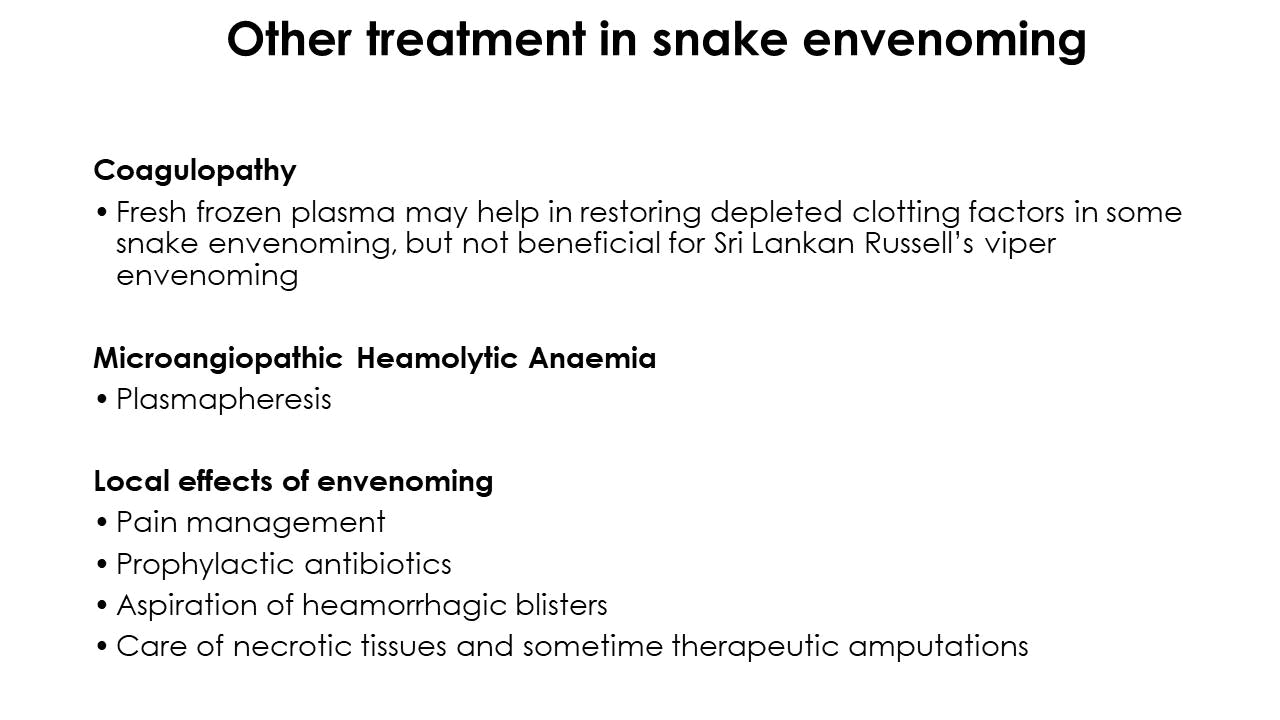 Other treatment in snake envenoming
Coagulopathy
• Fresh frozen plasma may help in restoring depleted clotting factors in some
snake envenoming, but not beneficial for Sri Lankan Russell’s viper
envenoming
Microangiopathic Heamolytic Anaemia
• Plasmapheresis
Local effects of envenoming
• Pain management
• Prophylactic antibiotics
• Aspiration of heamorrhagic blisters
• Care of necrotic tissues and sometime therapeutic amputations